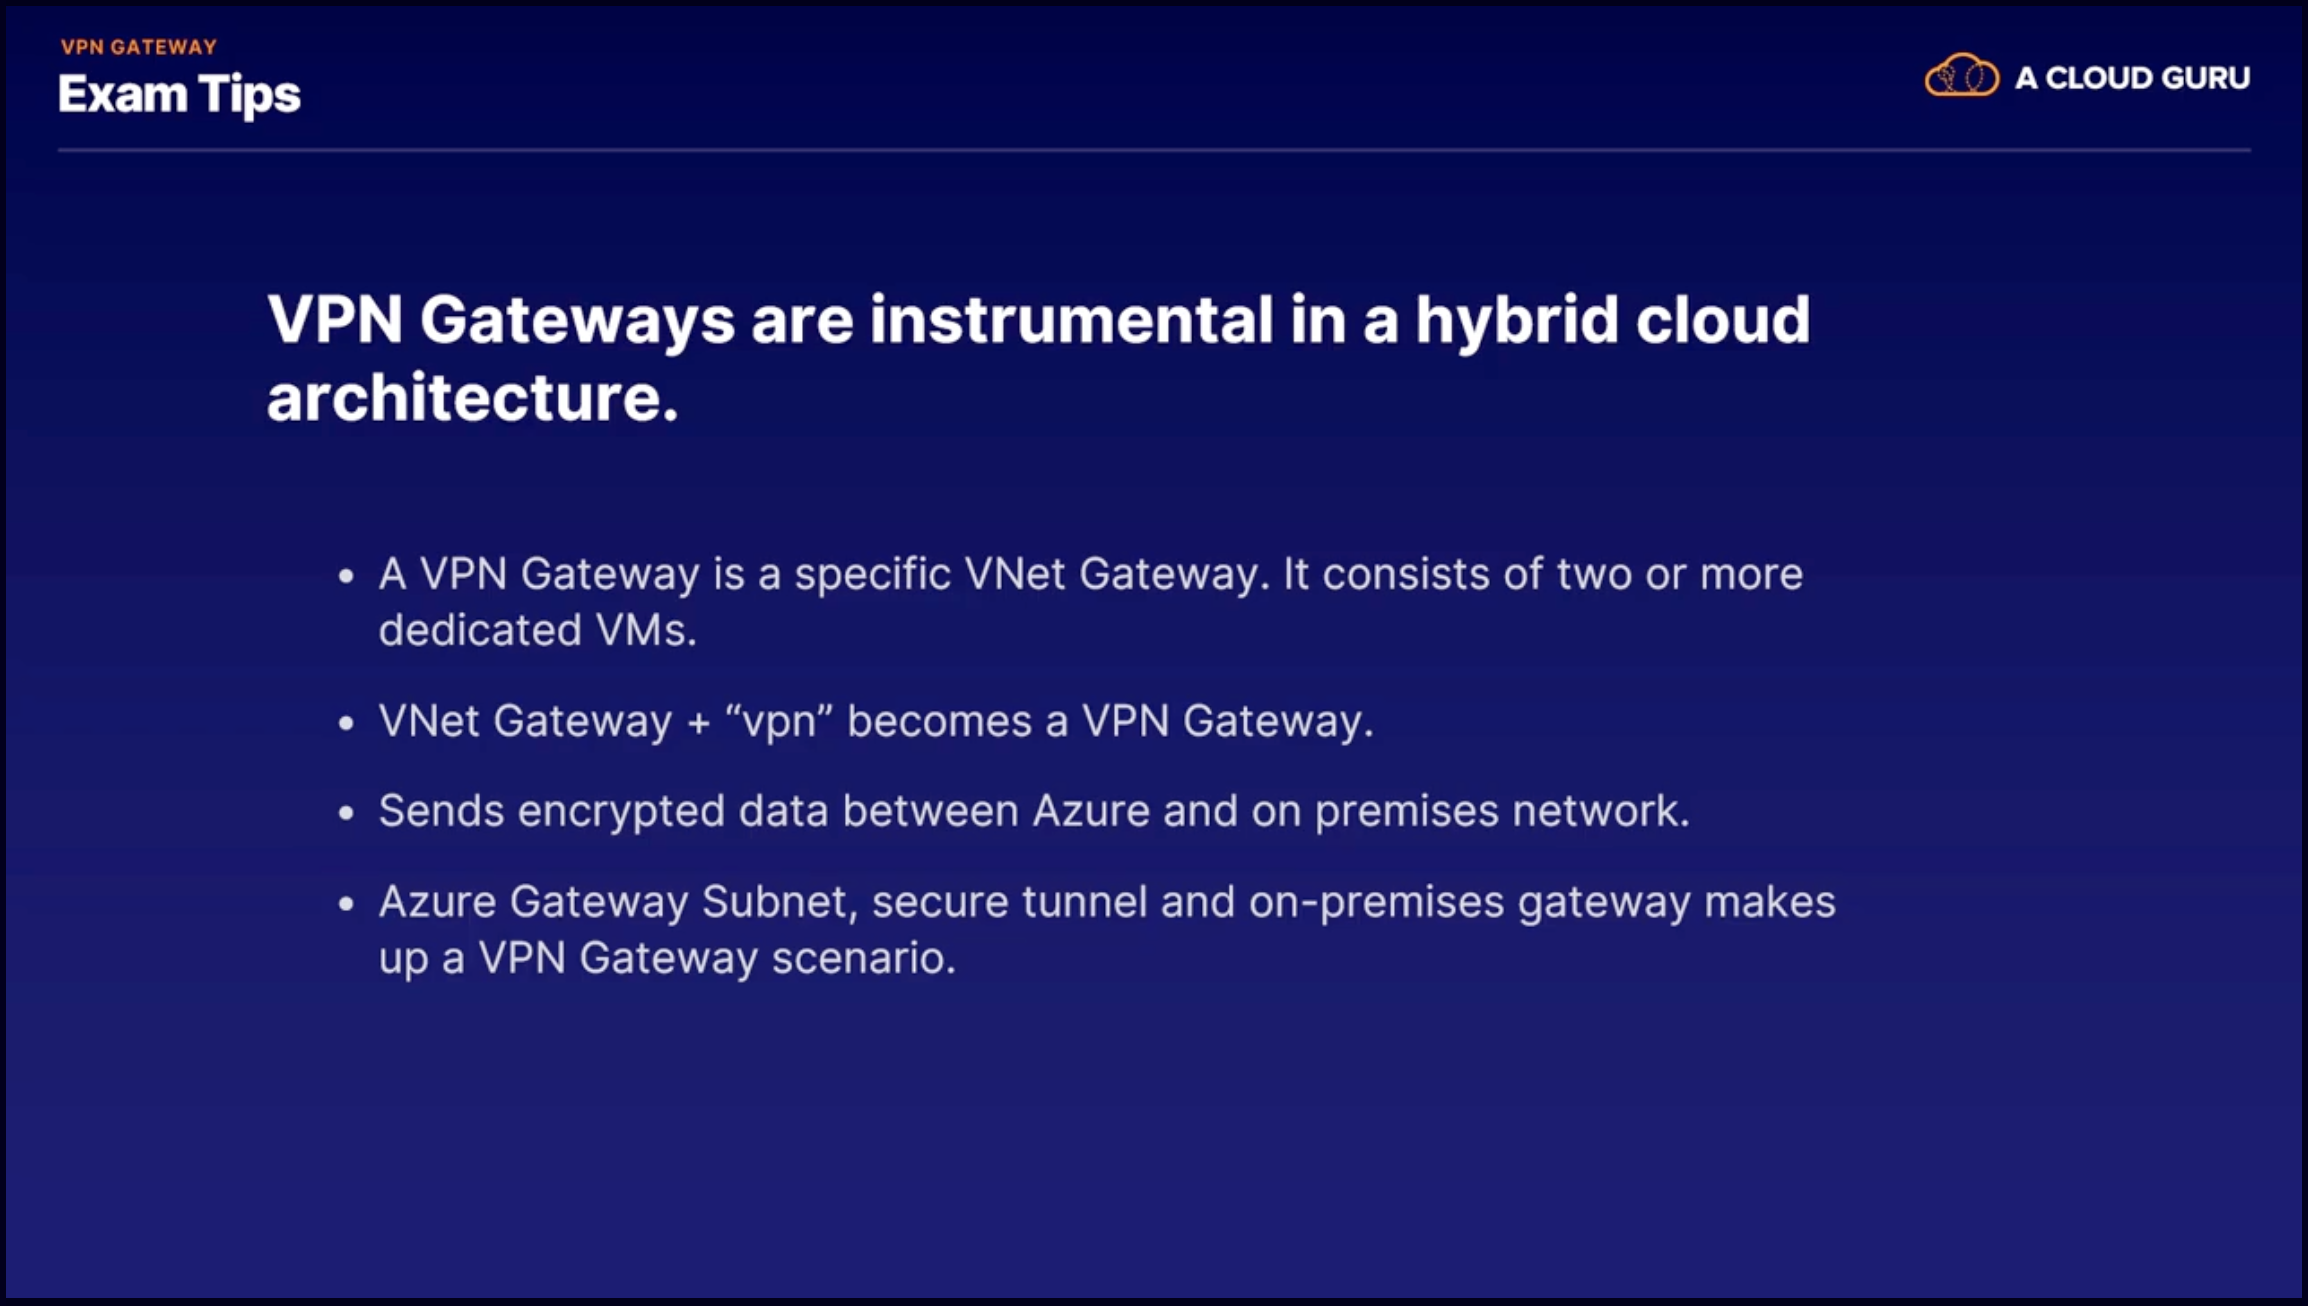 VPN GATEWAY
Exam Tips
A CLOUD GURU
VPN Gateways are instrumental in a hybrid cloud
architecture.
• A VPN Gateway is a specific VNet Gateway. It consists of two or more
dedicated VMs.
• VNet Gateway + “vpn” becomes a VPN Gateway.
• Sends encrypted data between Azure and on premises network.
• Azure Gateway Subnet, secure tunnel and on-premises gateway makes
up a VPN Gateway scenario.